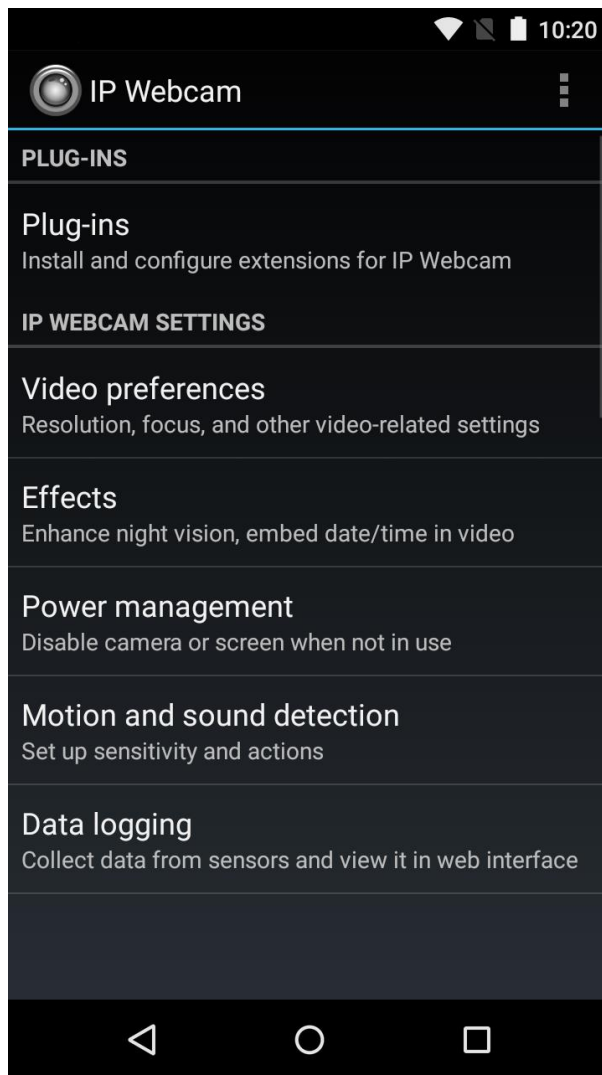 10:20
IP Webcam
PLUG-INS
Plug-ins
Install and configure extensions for IP Webcam
IP WEBCAM SETTINGS
Video preferences
Resolution, focus, and other video-related settings
Effects
Enhance night vision, embed date/time in video
Power management
Disable camera or screen when not in use
Motion and sound detection
Set up sensitivity and actions
Data logging
Collect data from sensors and view it in web interface